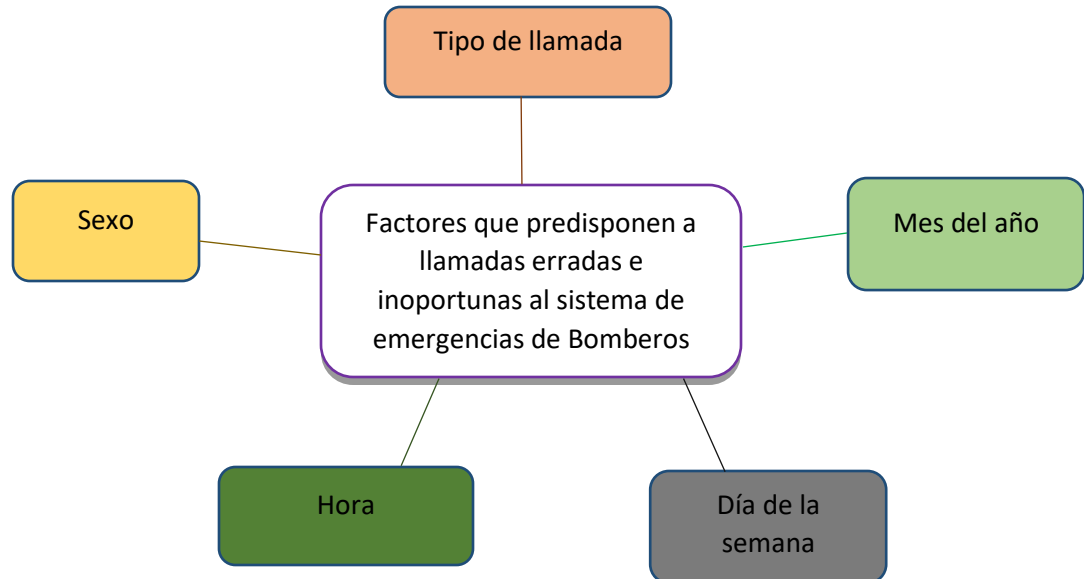 Tipo de llamada
Sexo
Factores que predisponen a
llamadas erradas e
inoportunas al sistema de
emergencias de Bomberos
Mes del año
Hora
Día de la
semana